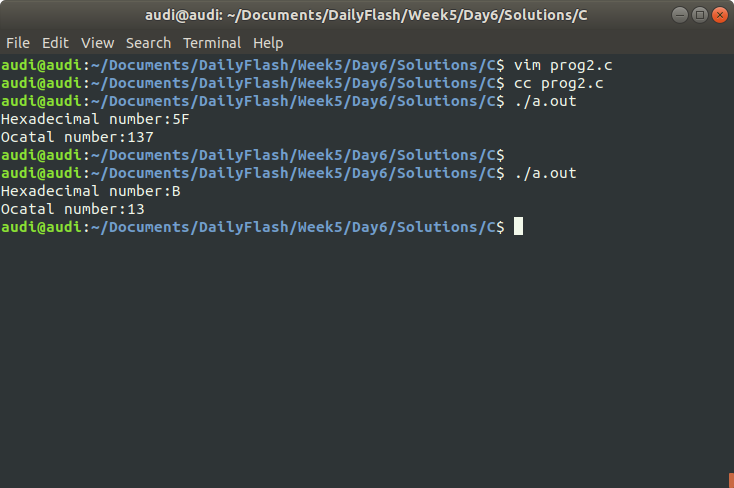 audi@audi: ~/Documents/DailyFlash/Week5/Day6/Solutions/C
File Edit View Search Terminal Help
audi@audi:~/Documents/DailyFlash/Week5/Day6/Solutions/C$ vim prog2.c
audi@audi:~/Documents/DailyFlash/Week5/Day6/Solutions/C$ cc prog2.c
audi@audi:~/Documents/DailyFlash/Week5/Day6/Solutions/C$ ./a.out
Hexadecimal number:5F
Ocatal number:137
audi@audi:~/Documents/DailyFlash/Week5/Day6/Solutions/C$
audi@audi:~/Documents/DailyFlash/Week5/Day6/Solutions/C$ ./a.out
Hexadecimal number:B
Ocatal number:13
audi@audi:~/Documents/DailyFlash/Week5/Day6/Solutions/C$